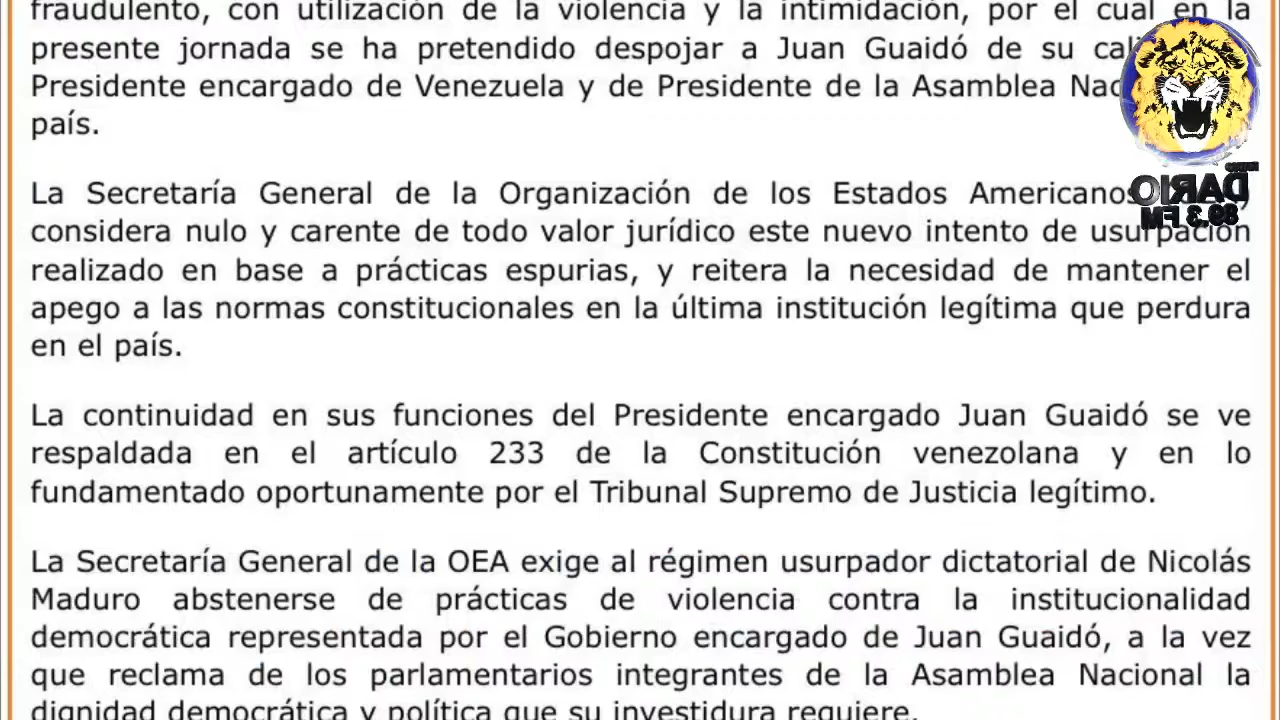 fraudulento, con utilización de la violencia y la intimidación, por el cual en la
presente jornada se ha pretendido despojar a Juan Guaidó de su
Presidente encargado de Venezuela y de Presidente de la Asamblea
país.
La Secretaría General de la Organización de los Estados Americanos
considera nulo y carente de todo valor jurídico este nuevo intento de usurpación
realizado en base a prácticas espurias, y reitera la necesidad de mantener el
apego a las normas constitucionales en la última institución legítima que perdura
en el país.
La continuidad en sus funciones del Presidente encargado Juan Guaidó se ve
respaldada en el artículo 233 de la Constitución venezolana y en lo
fundamentado oportunamente por el Tribunal Supremo de Justicia legítimo.
La Secretaría General de la OEA exige al régimen usurpador dictatorial de Nicolás
Maduro abstenerse de prácticas de violencia contra la institucionalidad
democrática representada por el Gobierno encargado de Juan Guaidó, a la vez
que reclama de los parlamentarios integrantes de la Asamblea Nacional la
dignidad democrática y política que su investidura requiere.
DARIO
89.3 FM